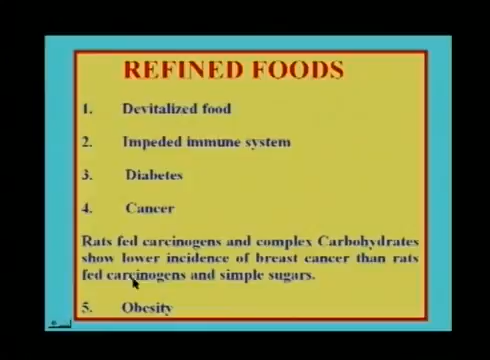 REFINED FOODS
1. Devitalized food
2. Impeded immune system
3. Diabetes
4. Cancer
Rats fed carcinogens and complex Carbohydrates
show lower incidence of breast cancer than rats
fed carcinogens and simple sugars.
5. Obesity